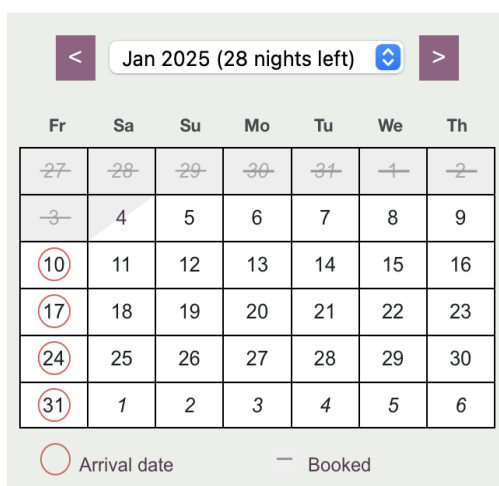 < Jan 2025 (28 nights left) >
Fr Sa Su Mo Tu We Th
27 28 29 30 31 1 2
3 4 5 6 7 8 9
10 11 12 13 14 15 16
17 18 19 20 21 22 23
24 25 26 27 28 29 30
31 1 2 3 4 5 6
Arrival date — Booked